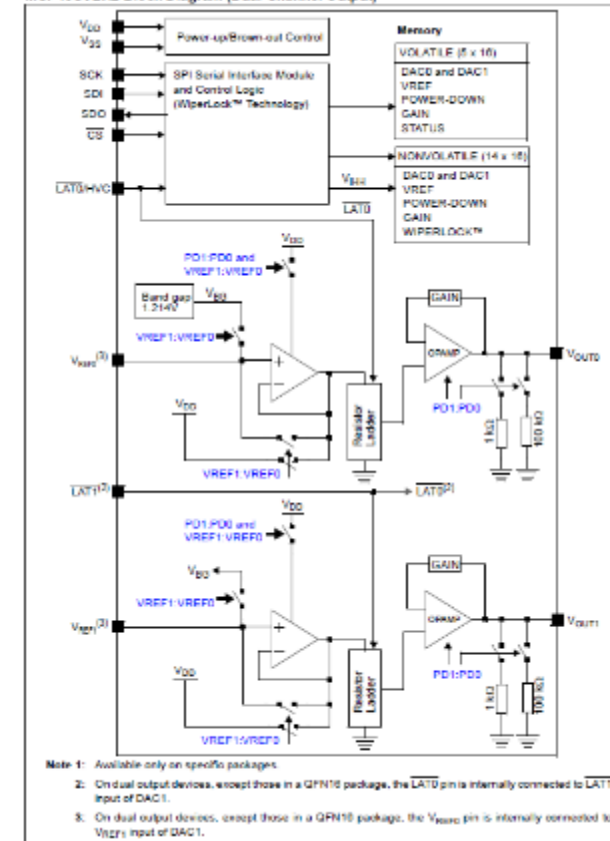 VDD
VSS
Power-up/Brown-out Control
Memory
VOLATILE (5 x 16)
DAC0 and DAC1
VREF
POWER-DOWN
GAIN
STATUS
SCK
SDI
SDO
CS
SPI Serial Interface Module
and Control Logic
(WiperLock™ Technology)
NONVOLATILE (14 x 16)
DAC0 and DAC1
VREF
POWER-DOWN
GAIN
WIPERLOCK™
LAT0/HVC
VIHH
LAT0
VDD
PD1:PD0 and
VREF1:VREF0
Band gap
1.214V
VBG
VREF1:VREF0
VREF0(3)
GAIN
OPAMP
VOUT0
PD1:PD0
1 kΩ
100 kΩ
VDD
Resistor
Ladder
VREF1:VREF0
LAT1(2)
LAT0(2)
VDD
PD1:PD0 and
VREF1:VREF0
VBG
VREF1:VREF0
VREF1(3)
GAIN
OPAMP
VOUT1
PD1:PD0
1 kΩ
100 kΩ
VDD
Resistor
Ladder
VREF1:VREF0
Note 1: Available only on specific packages.
2: On dual output devices, except those in a QFN16 package, the LAT0 pin is internally connected to LAT1
input of DAC1.
3: On dual output devices, except those in a QFN16 package, the VREF0 pin is internally connected to
VREF1 input of DAC1.